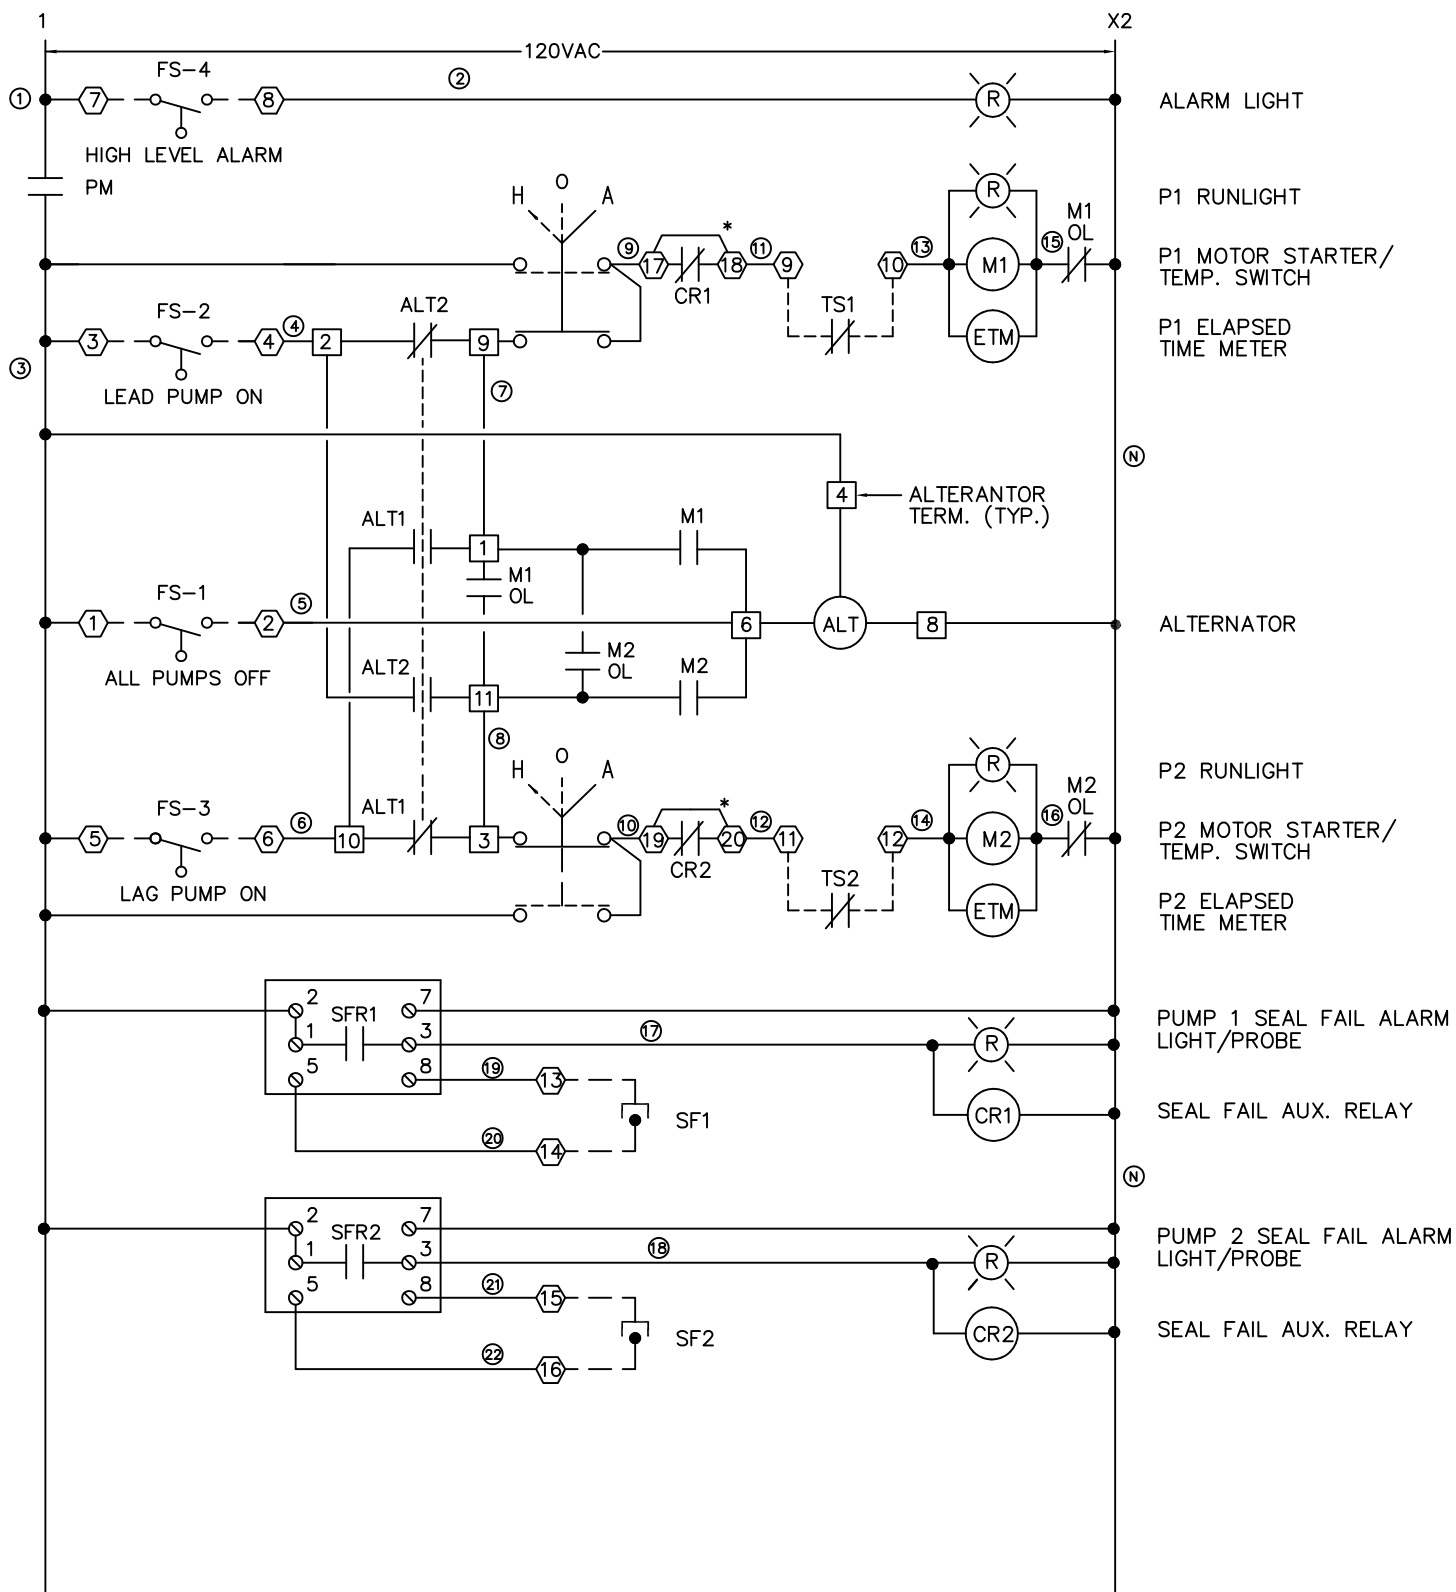 1
X2
120VAC
FS-4
2
1
7
8
R
ALARM LIGHT
HIGH LEVEL ALARM
PM
H
O
A
R
P1 RUNLIGHT
M1
OL
*
9
17
18
11
9
10
13
M1
15
P1 MOTOR STARTER/
TEMP. SWITCH
CR1
ALT2
TS1
FS-2
3
4
4
2
9
ETM
P1 ELAPSED
TIME METER
3
LEAD PUMP ON
7
N
4
ALTERANTOR
TERM. (TYP.)
ALT1
1
M1
M1
OL
FS-1
5
1
2
6
ALT
8
ALTERNATOR
M2
OL
ALL PUMPS OFF
ALT2
M2
11
8
H
O
A
R
P2 RUNLIGHT
M2
OL
FS-3
ALT1
*
5
6
6
10
3
10
19
20
12
11
12
14
M2
16
P2 MOTOR STARTER/
TEMP. SWITCH
CR2
TS2
LAG PUMP ON
ETM
P2 ELAPSED
TIME METER
2
SFR1
7
PUMP 1 SEAL FAIL ALARM
LIGHT/PROBE
1
3
17
R
5
8
19
13
SF1
CR1
SEAL FAIL AUX. RELAY
20
14
N
2
SFR2
7
PUMP 2 SEAL FAIL ALARM
LIGHT/PROBE
1
3
18
R
5
8
21
15
SF2
CR2
SEAL FAIL AUX. RELAY
22
16